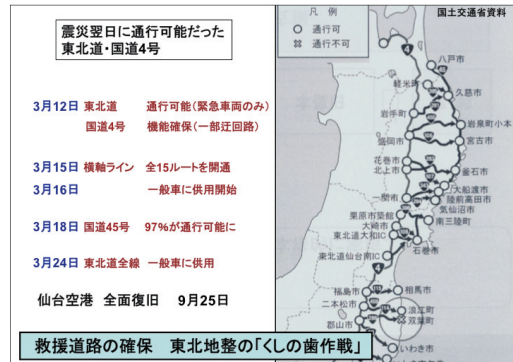 震災翌日に通行可能だった
東北道・国道4号
3月12日 東北道 通行可能(緊急車両のみ)
国道4号 機能確保(一部迂回路)
3月15日 横軸ライン 全15ルートを開通
3月16日 一般車に供用開始
3月18日 国道45号 97%が通行可能に
3月24日 東北道全線 一般車に供用
仙台空港 全面復旧 9月25日
救援道路の確保 東北地整の「くしの歯作戦」
凡 例
通行可
通行不可
国土交通省資料
4
八戸市
軽米町
久慈市
岩手町
岩泉町小本
盛岡市
宮古市
花巻市
北上市
釜石市
大船渡市
一関市
陸前高田市
気仙沼市
栗原市築館
南三陸町
大崎市
東北道大和IC
石巻市
東北道仙台南IC
4
福島市
相馬市
二本松市
浪江町
双葉町
郡山市
いわき市